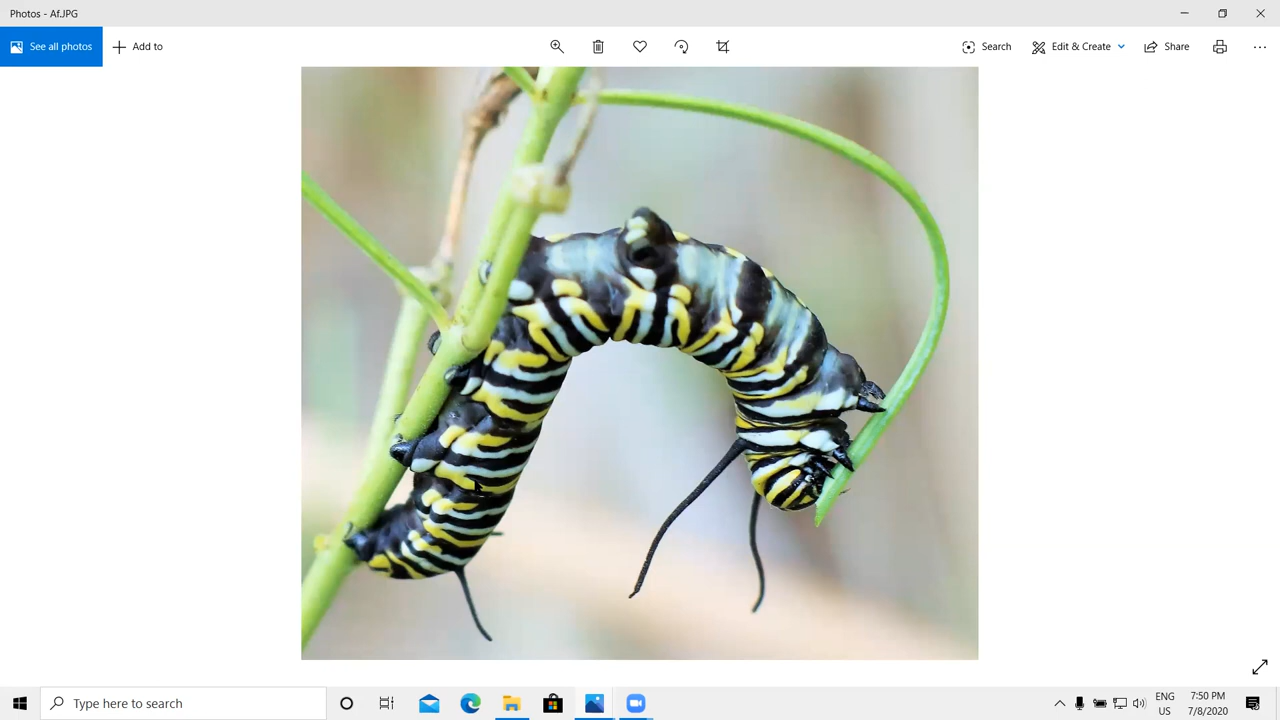 Photos - Af.JPG
See all photos
Add to
Search
Edit & Create
Share
Type here to search
ENG
US
7:50 PM
7/8/2020